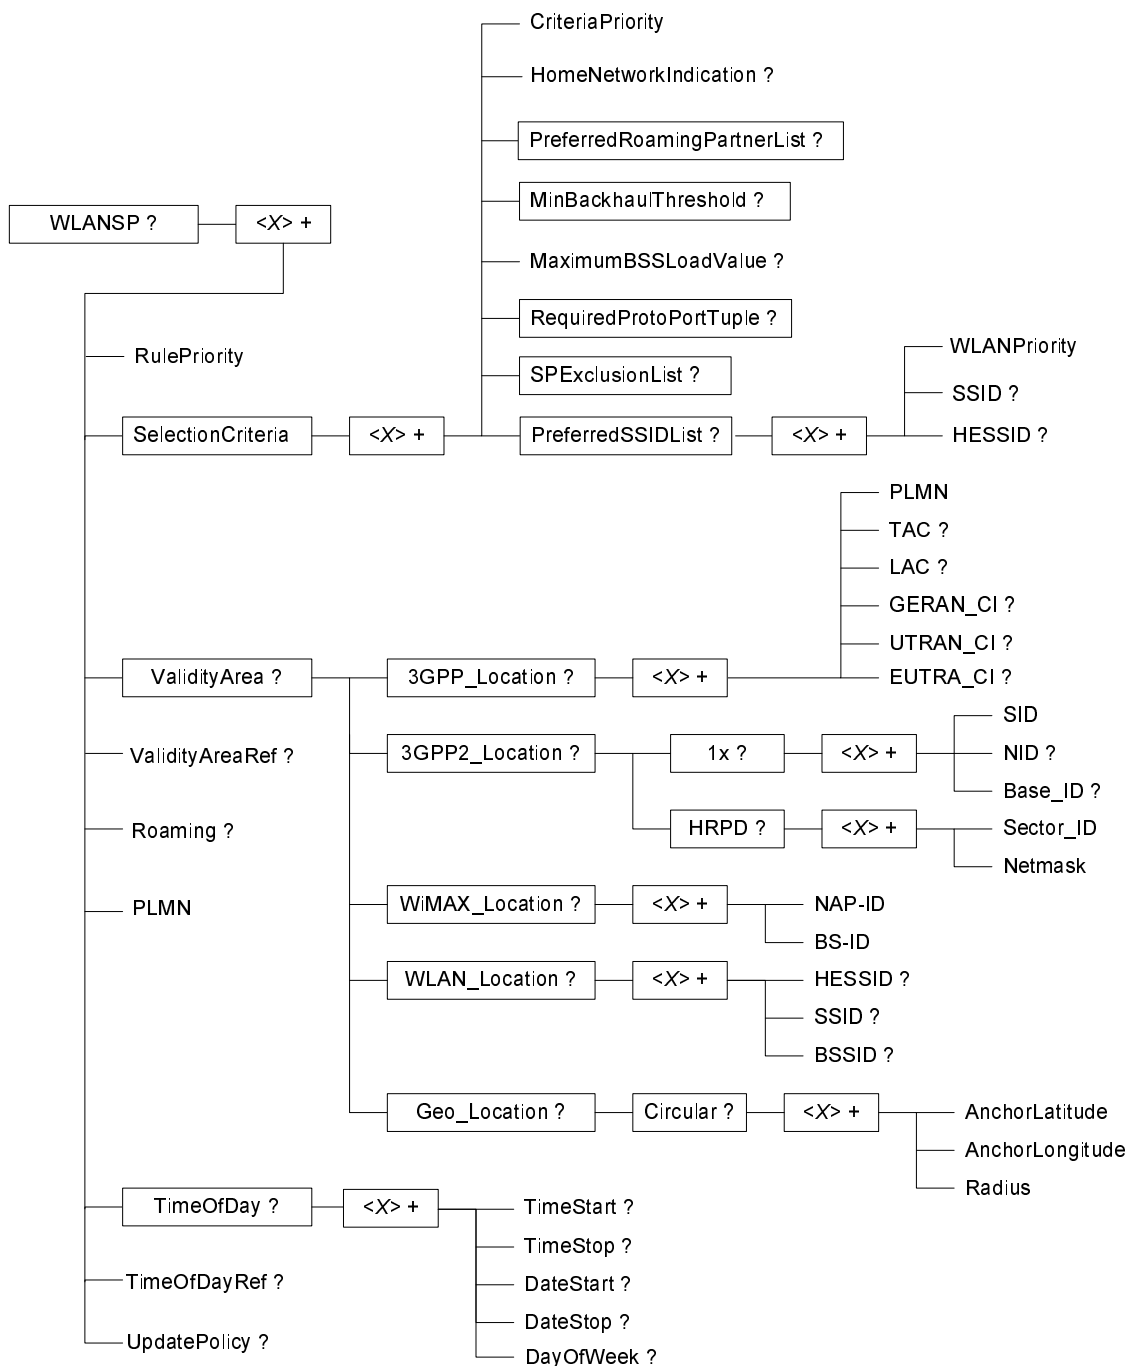 CriteriaPriority
HomeNetworkIndication ?
PreferredRoamingPartnerList ?
MinBackhaulThreshold ?
WLANSP ? <X> +
MaximumBSSLoadValue ?
RequiredProtoPortTuple ?
RulePriority
WLANPriority
SPExclusionList ?
SSID ?
SelectionCriteria <X> + PreferredSSIDList ? <X> + HESSID ?
PLMN
TAC ?
LAC ?
GERAN_CI ?
UTRAN_CI ?
ValidityArea ? 3GPP_Location ? <X> + EUTRA_CI ?
SID
ValidityAreaRef ? 3GPP2_Location ? 1x ? <X> + NID ?
Base_ID ?
Roaming ? HRPD ? <X> + Sector_ID
Netmask
PLMN WiMAX_Location ? <X> + NAP-ID
BS-ID
WLAN_Location ? <X> + HESSID ?
SSID ?
BSSID ?
Geo_Location ? Circular ? <X> + AnchorLatitude
AnchorLongitude
Radius
TimeOfDay ? <X> + TimeStart ?
TimeStop ?
TimeOfDayRef ? DateStart ?
DateStop ?
UpdatePolicy ?
DayOfWeek ?